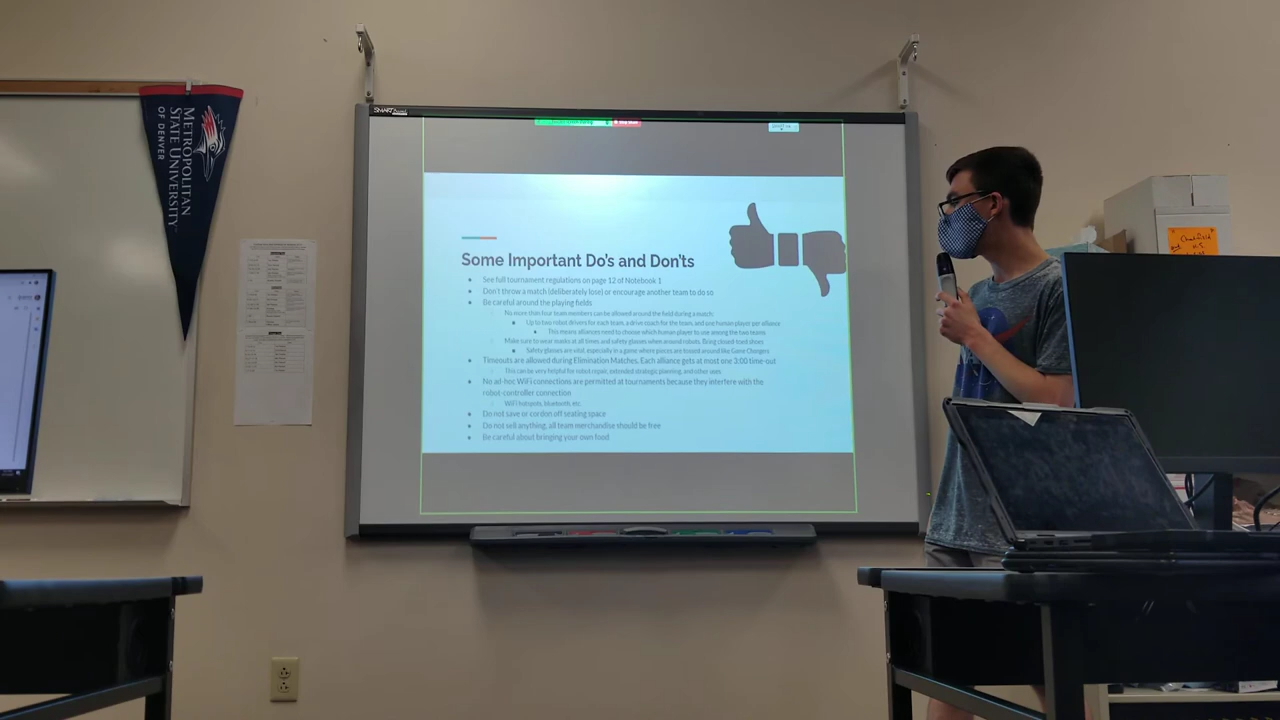 METROPOLITAN
STATE UNIVERSITY
OF DENVER
SMART
Some Important Do's and Don'ts
See full tournament regulations on page 12 of Notebook 1
Don't throw a match (deliberately lose) or encourage another team to do so
Be careful around the playing fields
No more than four team members can be allowed around the field during a match:
Up to two robot drivers for each team, a drive coach for the team, and one human player per alliance
This means alliances need to choose which human player to use among the two teams
Make sure to wear masks at all times and safety glasses when around robots. Bring closed-toed shoes
Safety glasses are vital, especially in a game where pieces are tossed around like Game Changers
Timeouts are allowed during Elimination Matches. Each alliance gets at most one 3:00 time-out
This can be very helpful for robot repair, extended strategic planning, and other uses
No ad-hoc WiFi connections are permitted at tournaments because they interfere with the
robot-controller connection
WiFi hotspots, bluetooth, etc.
Do not save or cordon off seating space
Do not sell anything, all team merchandise should be free
Be careful about bringing your own food